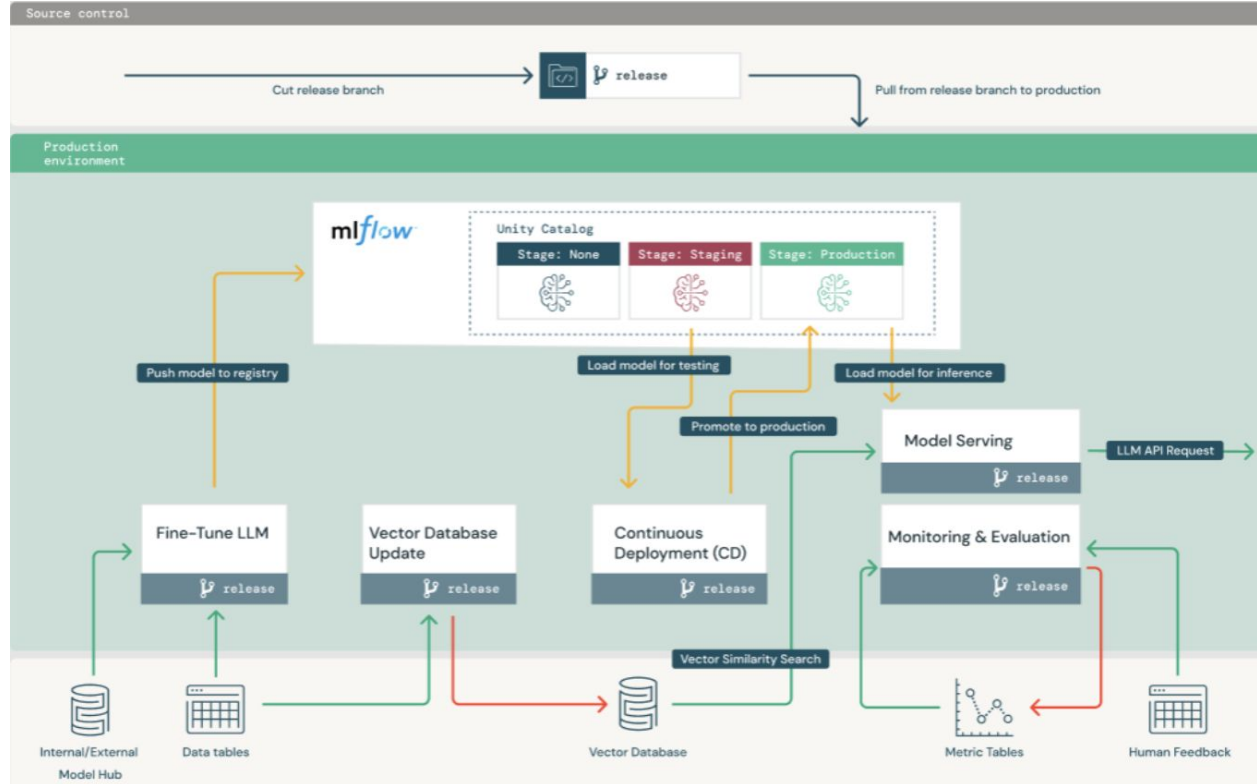 Source control
Cut release branch
release
Pull from release branch to production
Production
environment
mlflow
Unity Catalog
Stage: None
Stage: Staging
Stage: Production
Push model to registry
Load model for testing
Load model for inference
Promote to production
Model Serving
release
LLM API Request
Fine-Tune LLM
release
Vector Database
Update
release
Continuous
Deployment (CD)
release
Monitoring & Evaluation
release
Vector Similarity Search
Internal/External
Model Hub
Data tables
Vector Database
Metric Tables
Human Feedback